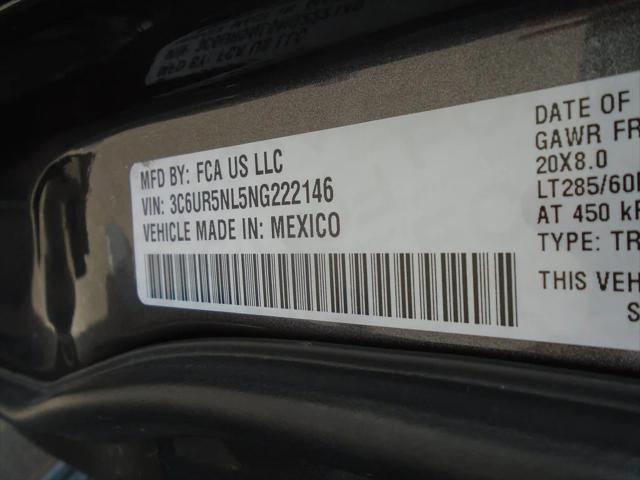 MFD BY: FCA US LLC
VIN: 3C6UR5NL5NG222146
VEHICLE MADE IN: MEXICO
DATE OF
GAWR FR
20X8.0
LT285/60
AT 450 kP
TYPE: TR
THIS VEH
S